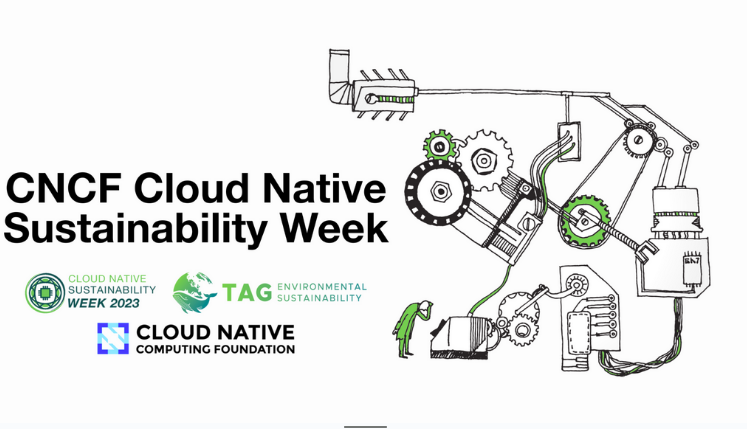 CNCF Cloud Native
Sustainability Week
CLOUD NATIVE
SUSTAINABILITY
WEEK 2023
TAG ENVIRONMENTAL
SUSTAINABILITY
CLOUD NATIVE
COMPUTING FOUNDATION